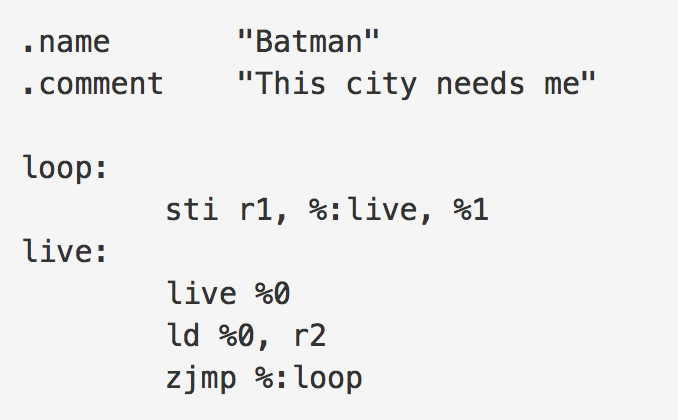 .name       "Batman"
.comment    "This city needs me"

loop:
        sti r1, %:live, %1
live:
        live %0
        ld %0, r2
        zjmp %:loop